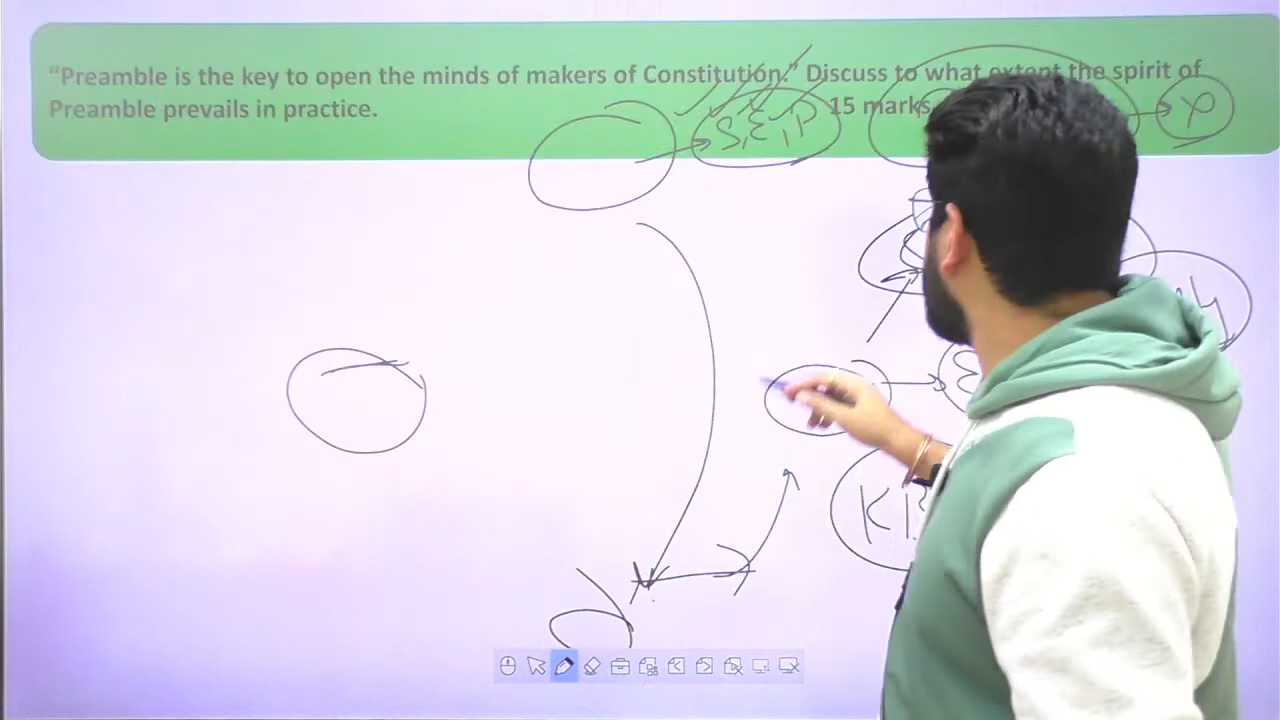 “Preamble is the key to open the minds of makers of Constitution.” Discuss to what extent the spirit of
Preamble prevails in practice. 15 marks
S, E, P